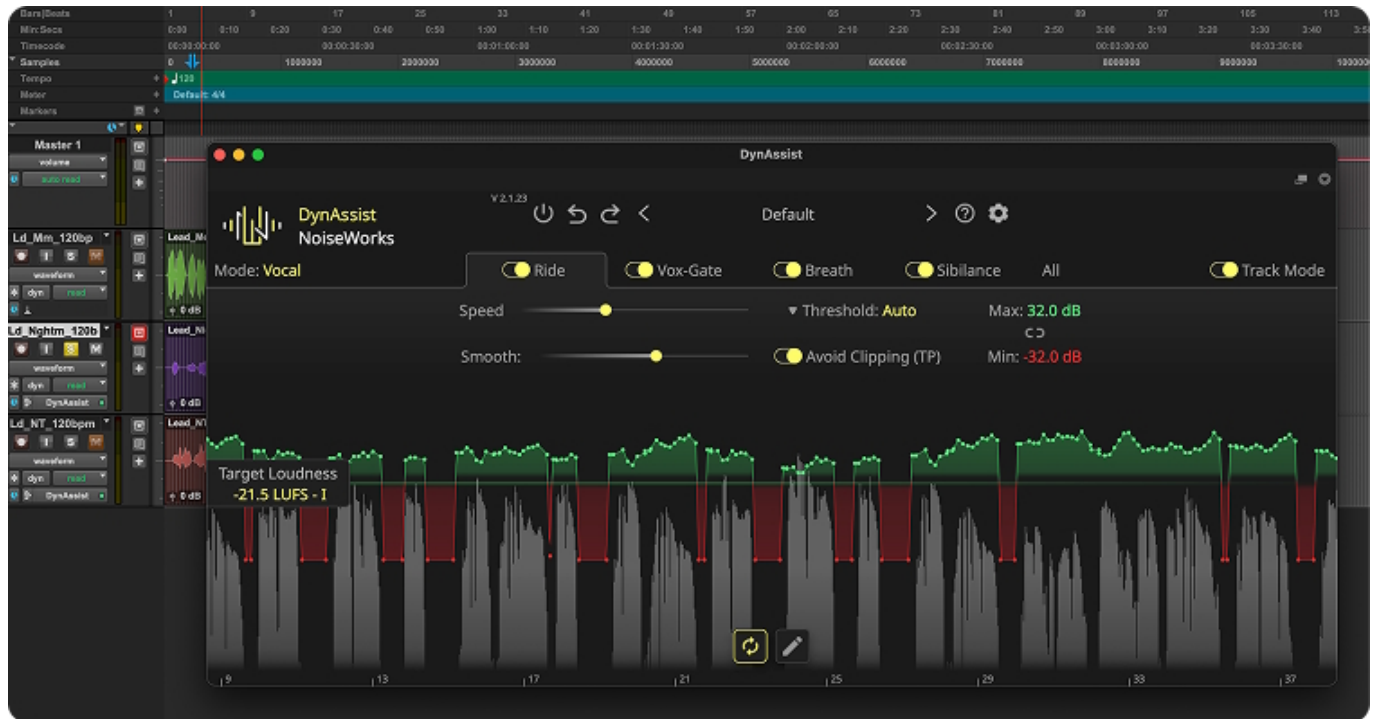 Bars|Beats 1 9 17 25 33 41 49 57 65 73 81 89 97 105 113
Min:Secs 0:00 0:10 0:20 0:30 0:40 0:50 1:00 1:10 1:20 1:30 1:40 1:50 2:00 2:10 2:20 2:30 2:40 2:50 3:00 3:10 3:20 3:30 3:40
Timecode 00:00:00:00 00:00:30:00 00:01:00:00 00:01:30:00 00:02:00:00 00:02:30:00 00:03:00:00 00:03:30:00
Samples 0 1000000 2000000 3000000 4000000 5000000 6000000 7000000 8000000 9000000
Tempo 120
Meter Default: 4/4
Markers
Master 1
volume
auto read
DynAssist
V 2.1.23
DynAssist
NoiseWorks
Default
Mode: Vocal Ride Vox-Gate Breath Sibilance All Track Mode
Speed Threshold: Auto Max: 32.0 dB
Smooth: Avoid Clipping (TP) Min: -32.0 dB
Ld_Mm_120bp
I S M
waveform
dyn read
0 dB
Ld_Nghtm_120b
I S M
waveform
dyn read
DynAssist
0 dB
Ld_NT_120bpm
I S M
waveform
dyn read
DynAssist
0 dB
Target Loudness
-21.5 LUFS - I
9 13 17 21 25 29 33 37